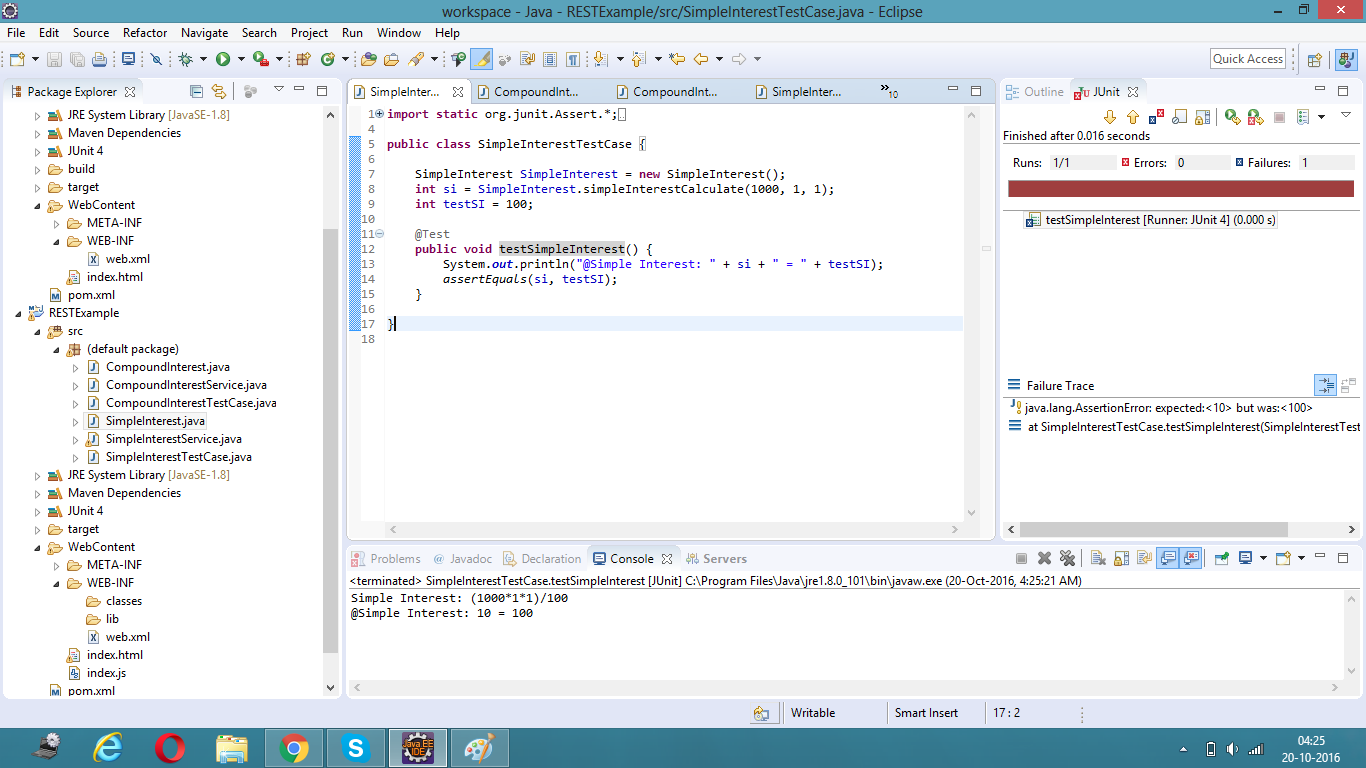 workspace - Java - RESTExample/src/SimpleInterestTestCase.java - Eclipse
File Edit Source Refactor Navigate Search Project Run Window Help
Quick Access
Package Explorer
JRE System Library [JavaSE-1.8]
Maven Dependencies
JUnit 4
build
target
WebContent
META-INF
WEB-INF
web.xml
index.html
pom.xml
RESTExample
src
(default package)
CompoundInterest.java
CompoundInterestService.java
CompoundInterestTestCase.java
SimpleInterest.java
SimpleInterestService.java
SimpleInterestTestCase.java
JRE System Library [JavaSE-1.8]
Maven Dependencies
JUnit 4
target
WebContent
META-INF
WEB-INF
classes
lib
web.xml
index.html
index.js
pom.xml
SimpleInter... CompoundInt... CompoundInt... SimpleInter... »10
1 import static org.junit.Assert.*;
4
5 public class SimpleInterestTestCase {
6
7 SimpleInterest SimpleInterest = new SimpleInterest();
8 int si = SimpleInterest.simpleInterestCalculate(1000, 1, 1);
9 int testSI = 100;
10
11 @Test
12 public void testSimpleInterest() {
13 System.out.println("@Simple Interest: " + si + " = " + testSI);
14 assertEquals(si, testSI);
15 }
16
17 }
18
Outline JUnit
Finished after 0.016 seconds
Runs: 1/1 Errors: 0 Failures: 1
testSimpleInterest [Runner: JUnit 4] (0.000 s)
Failure Trace
java.lang.AssertionError: expected:<10> but was:<100>
at SimpleInterestTestCase.testSimpleInterest(SimpleInterestTest
Problems @ Javadoc Declaration Console Servers
<terminated> SimpleInterestTestCase.testSimpleInterest [JUnit] C:\Program Files\Java\jre1.8.0_101\bin\javaw.exe (20-Oct-2016, 4:25:21 AM)
Simple Interest: (1000*1*1)/100
@Simple Interest: 10 = 100
Writable Smart Insert 17 : 2
Java EE
IDE
04:25
20-10-2016